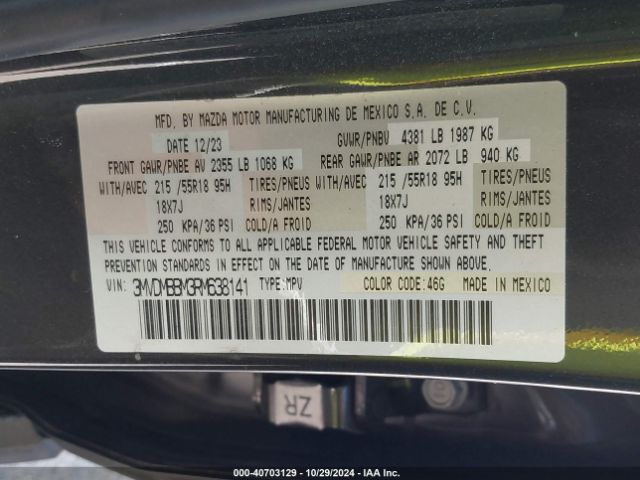 MFD. BY MAZDA MOTOR MANUFACTURING DE MEXICO S.A. DE C.V.
DATE 12/23 GVWR/PNBV 4381 LB 1987 KG
FRONT GAWR/PNBE AV 2355 LB 1068 KG REAR GAWR/PNBE AR 2072 LB 940 KG
WITH/AVEC 215 /55R18 95H TIRES/PNEUS WITH/AVEC 215 /55R18 95H TIRES/PNEUS
18X7J RIMS/JANTES 18X7J RIMS/JANTES
250 KPA/36 PSI COLD/A FROID 250 KPA/36 PSI COLD/A FROID
THIS VEHICLE CONFORMS TO ALL APPLICABLE FEDERAL MOTOR VEHICLE SAFETY AND THEFT
PREVENTION STANDARDS IN EFFECT ON THE DATE OF MANUFACTURE SHOWN ABOVE.
VIN: 3MVDMBBM3RM638141 TYPE:MPV COLOR CODE:46G MADE IN MEXICO
ZR
000-40703129 - 10/29/2024 - IAA Inc.